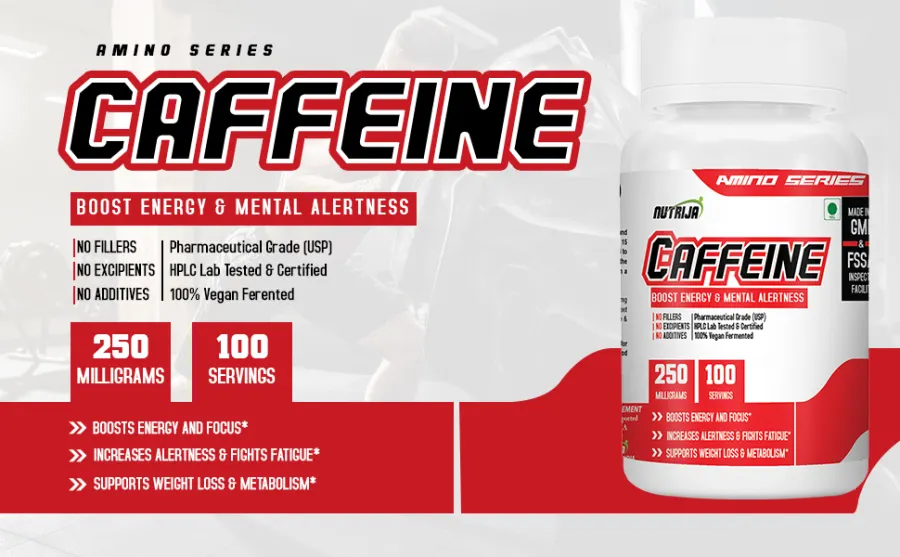 AMINO SERIES
CAFFEINE
BOOST ENERGY & MENTAL ALERTNESS
NO FILLERS
NO EXCIPIENTS
NO ADDITIVES
Pharmaceutical Grade (USP)
HPLC Lab Tested & Certified
100% Vegan Ferented
250
MILLIGRAMS
100
SERVINGS
BOOSTS ENERGY AND FOCUS*
INCREASES ALERTNESS & FIGHTS FATIGUE*
SUPPORTS WEIGHT LOSS & METABOLISM*
AMINO SERIES
NUTRIJA
MADE IN
GM
&
FSSA
INSPECT
FACILIT
CAFFEINE
BOOST ENERGY & MENTAL ALERTNESS
NO FILLERS
NO EXCIPIENTS
NO ADDITIVES
Pharmaceutical Grade (USP)
HPLC Lab Tested & Certified
100% Vegan Fermented
250
MILLIGRAMS
100
SERVINGS
BOOSTS ENERGY AND FOCUS*
INCREASES ALERTNESS & FIGHTS FATIGUE*
SUPPORTS WEIGHT LOSS & METABOLISM*